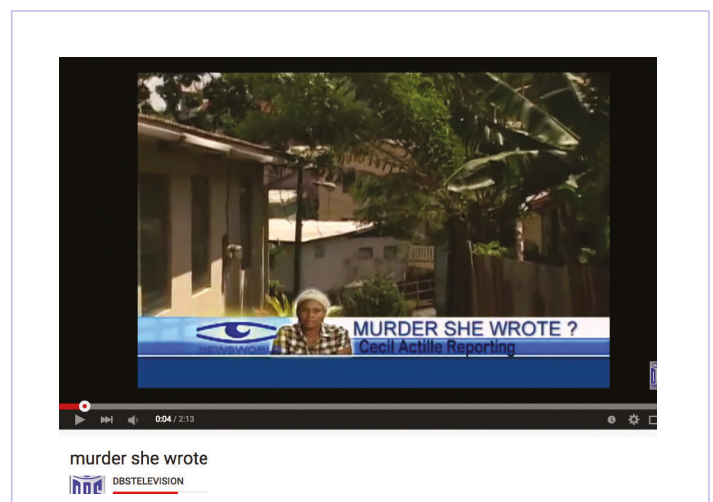 MURDER SHE WROTE ?
NEWSWORLD
Cecil Actille Reporting
0:04 / 2:13
murder she wrote
DBSTELEVISION